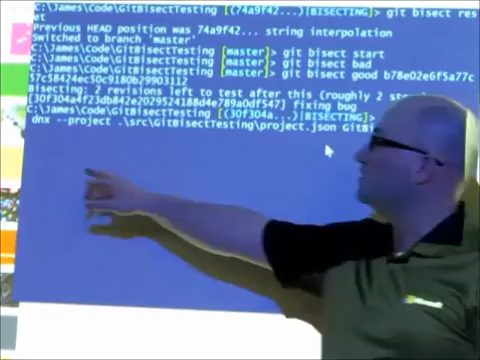 C:\James\Code\GitBisectTesting [(74a9f42...)|BISECTING]> git bisect res
et
Previous HEAD position was 74a9f42... string interpolation
Switched to branch 'master'
C:\James\Code\GitBisectTesting [master]> git bisect start
C:\James\Code\GitBisectTesting [master]> git bisect bad
C:\James\Code\GitBisectTesting [master]> git bisect good b78e02e6f5a77c
57c58424ec50c9180b29903112
Bisecting: 2 revisions left to test after this (roughly 2
[30f304a4f23db842e2029524188d4e789a0df547] fixing bug
C:\James\Code\GitBisectTesting [(30f304a...)|BISECTING]>
dnx --project .\src\GitBisectTesting\project.json